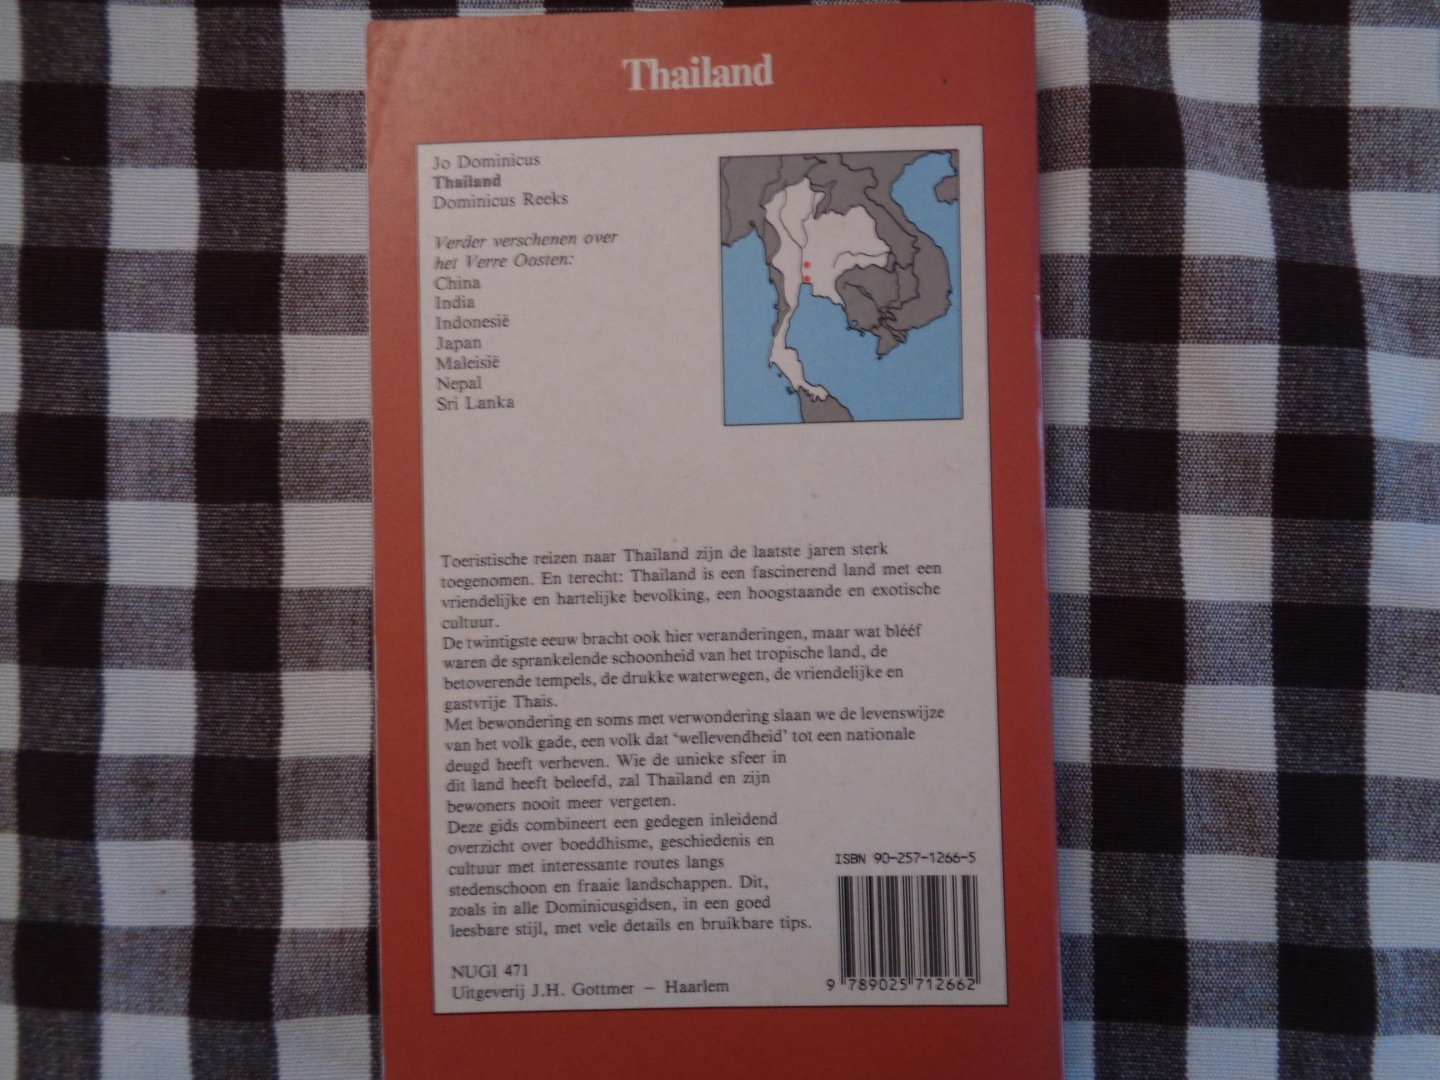 Thailand
Jo Dominicus
Thailand
Dominicus Reeks
Verder verschenen over
het Verre Oosten:
China
India
Indonesië
Japan
Maleisië
Nepal
Sri Lanka
Toeristische reizen naar Thailand zijn de laatste jaren sterk
toegenomen. En terecht: Thailand is een fascinerend land met een
vriendelijke en hartelijke bevolking, een hoogstaande en exotische
cultuur.
De twintigste eeuw bracht ook hier veranderingen, maar wat blééf
waren de sprankelende schoonheid van het tropische land, de
betoverende tempels, de drukke waterwegen, de vriendelijke en
gastvrije Thais.
Met bewondering en soms met verwondering slaan we de levenswijze
van het volk gade, een volk dat ‘wellevendheid’ tot een nationale
deugd heeft verheven. Wie de unieke sfeer in
dit land heeft beleefd, zal Thailand en zijn
bewoners nooit meer vergeten.
Deze gids combineert een gedegen inleidend
overzicht over boeddhisme, geschiedenis en
cultuur met interessante routes langs
stedenschoon en fraaie landschappen. Dit,
zoals in alle Dominicusgidsen, in een goed
leesbare stijl, met vele details en bruikbare tips.
NUGI 471
Uitgeverij J.H. Gottmer – Haarlem
ISBN 90-257-1266-5
9 789025 712662